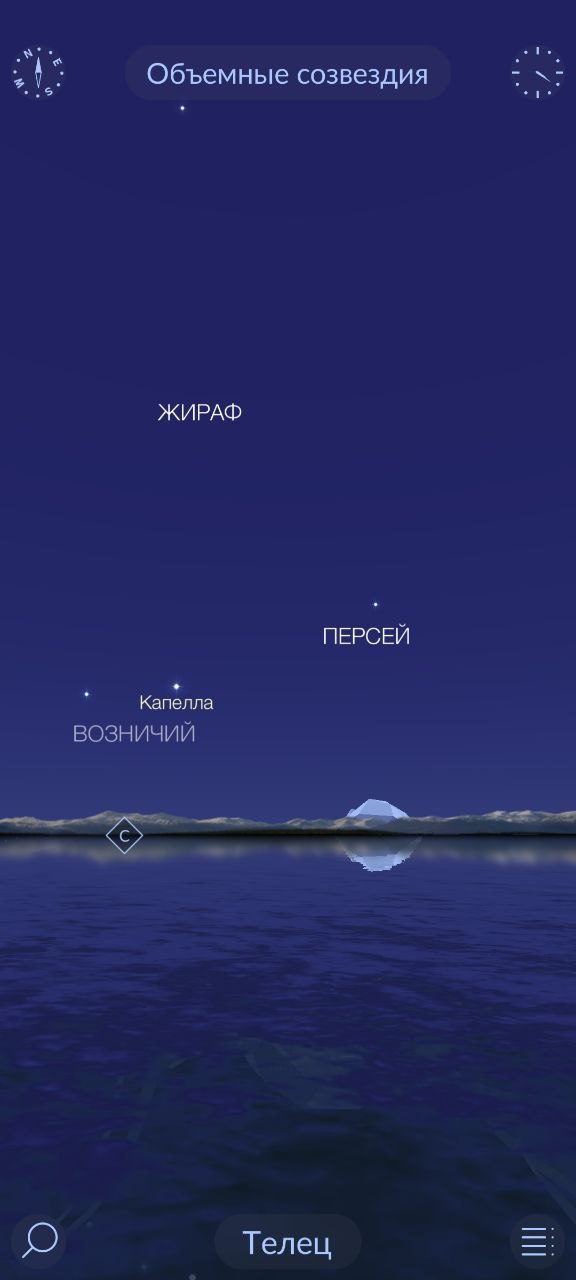 N
E
W
S
Объемные созвездия
ЖИРАФ
ПЕРСЕЙ
Капелла
ВОЗНИЧИЙ
С
Телец